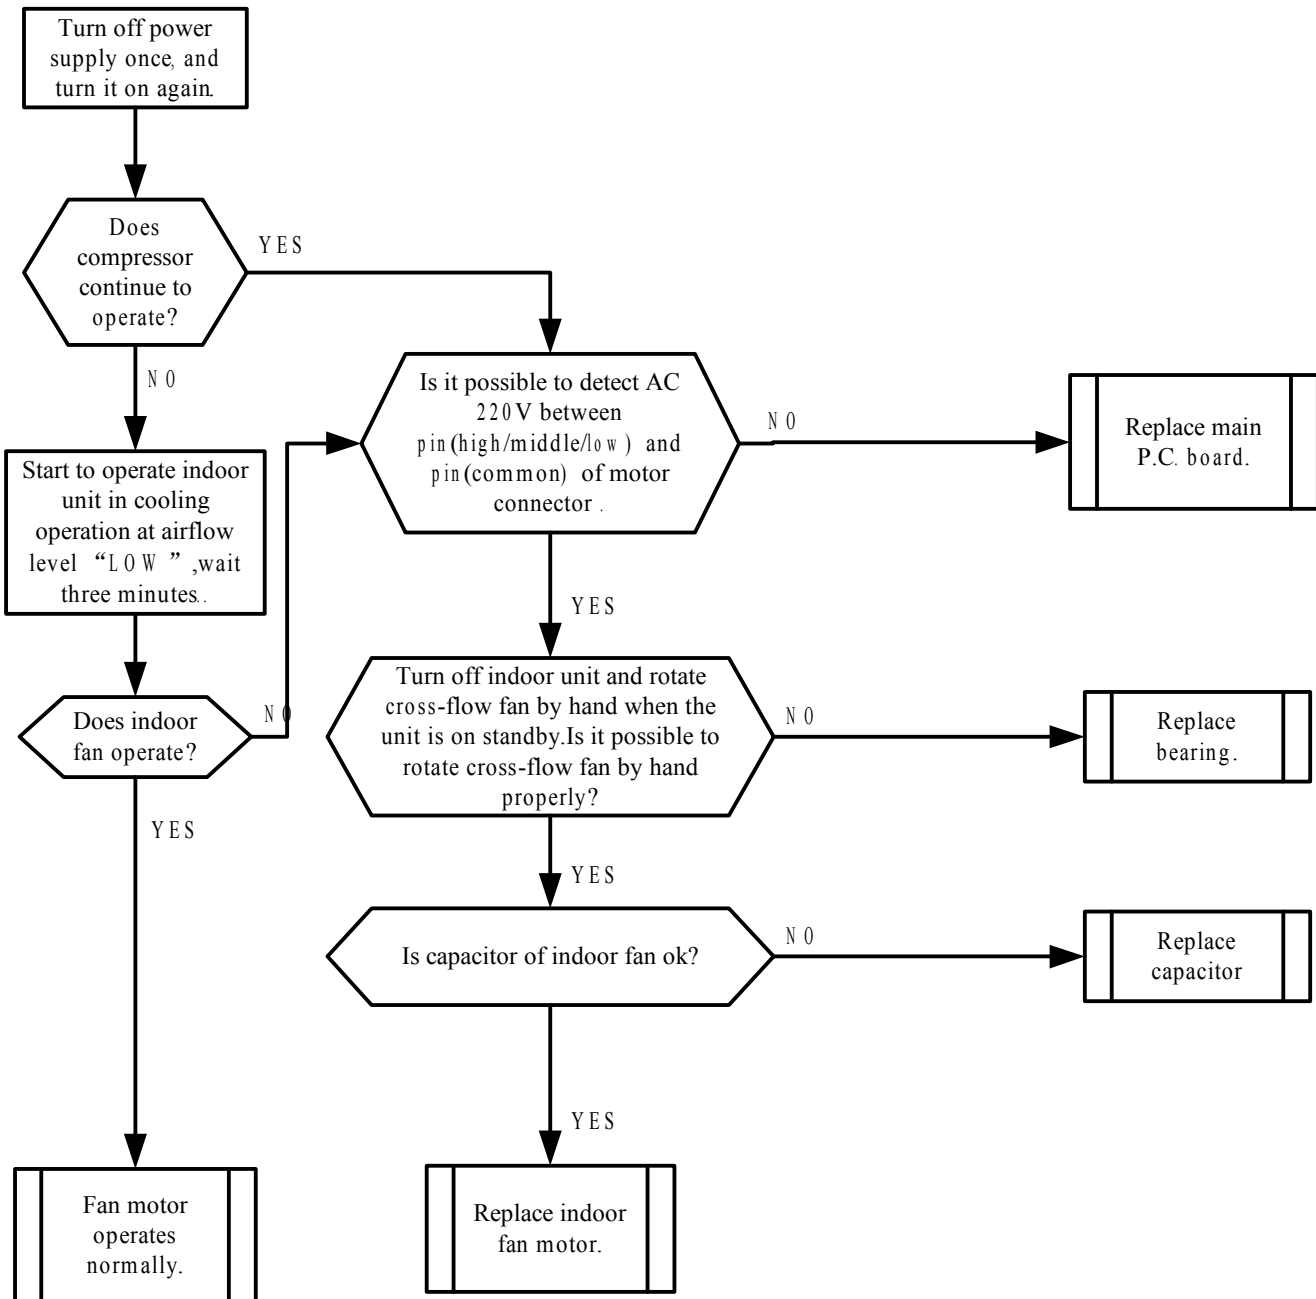 Turn off power
supply once, and
turn it on again.
Does
compressor
continue to
operate?
YES
NO
Start to operate indoor
unit in cooling
operation at airflow
level “LOW”,wait
three minutes..
Does indoor
fan operate?
NO
YES
Fan motor
operates
normally.
Is it possible to detect AC
220V between
pin(high/middle/low) and
pin(common) of motor
connector .
NO
Replace main
P.C. board.
YES
Turn off indoor unit and rotate
cross-flow fan by hand when the
unit is on standby.Is it possible to
rotate cross-flow fan by hand
properly?
NO
Replace
bearing.
YES
Is capacitor of indoor fan ok?
NO
Replace
capacitor
YES
Replace indoor
fan motor.